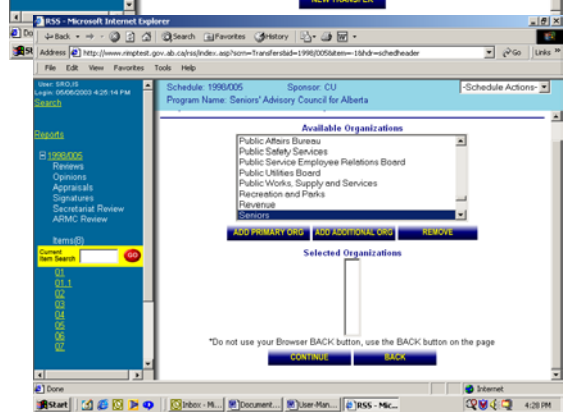 NEW TRANSFER
RSS - Microsoft Internet Explorer
Back Search Favorites History
Address http://www.rimptest.gov.ab.ca/rss/index.asp?scrn=Transfers&id=1998/005&item=-1&hdr=schedheader Go Links »
File Edit View Favorites Tools Help
User: SRO,IS
Login: 06/06/2003 4:25:14 PM
Search
Schedule: 1998/005 Sponsor: CU -Schedule Actions-
Program Name: Seniors' Advisory Council for Alberta
Reports
1998/005
Reviews
Opinions
Appraisals
Signatures
Secretariat Review
ARMC Review
Items(8)
Current
Item Search GO
01
01.1
02
03
04
05
06
07
Available Organizations
Public Affairs Bureau
Public Safety Services
Public Service Employee Relations Board
Public Utilities Board
Public Works, Supply and Services
Recreation and Parks
Revenue
Seniors
ADD PRIMARY ORG ADD ADDITIONAL ORG REMOVE
Selected Organizations
*Do not use your Browser BACK button, use the BACK button on the page
CONTINUE BACK
Done Internet
Start Inbox - Mi... Document... User-Man... RSS - Mic... 4:28 PM